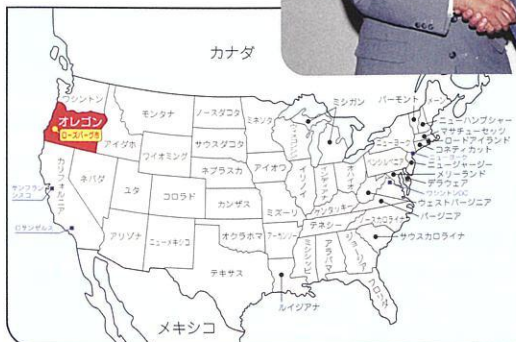 カナダ
ワシントン
オレゴン
ローズバーグ市
アイダホ
モンタナ
ワイオミング
ノースダコタ
サウスダコタ
ネブラスカ
カンザス
オクラホマ
テキサス
カリフォルニア
サンフラン
シスコ
ロサンゼルス
ネバダ
ユタ
コロラド
アリゾナ
ニューメキシコ
ミネソタ
アイオワ
ミズーリ
アーカンソー
ルイジアナ
ミシガン
イリノイ
インディアナ
オハイオ
ケンタッキー
テネシー
ミシシッピ
アラバマ
ジョージア
フロリダ
サウスカロライナ
ノースカロライナ
バージニア
ウェストバージニア
ワシントンDC
デラウェア
メリーランド
ニュージャージー
ニューヨーク
ペンシルバニア
コネティカット
ロードアイランド
マサチューセッツ
ニューハンプシャー
バーモント
メーン
メキシコ